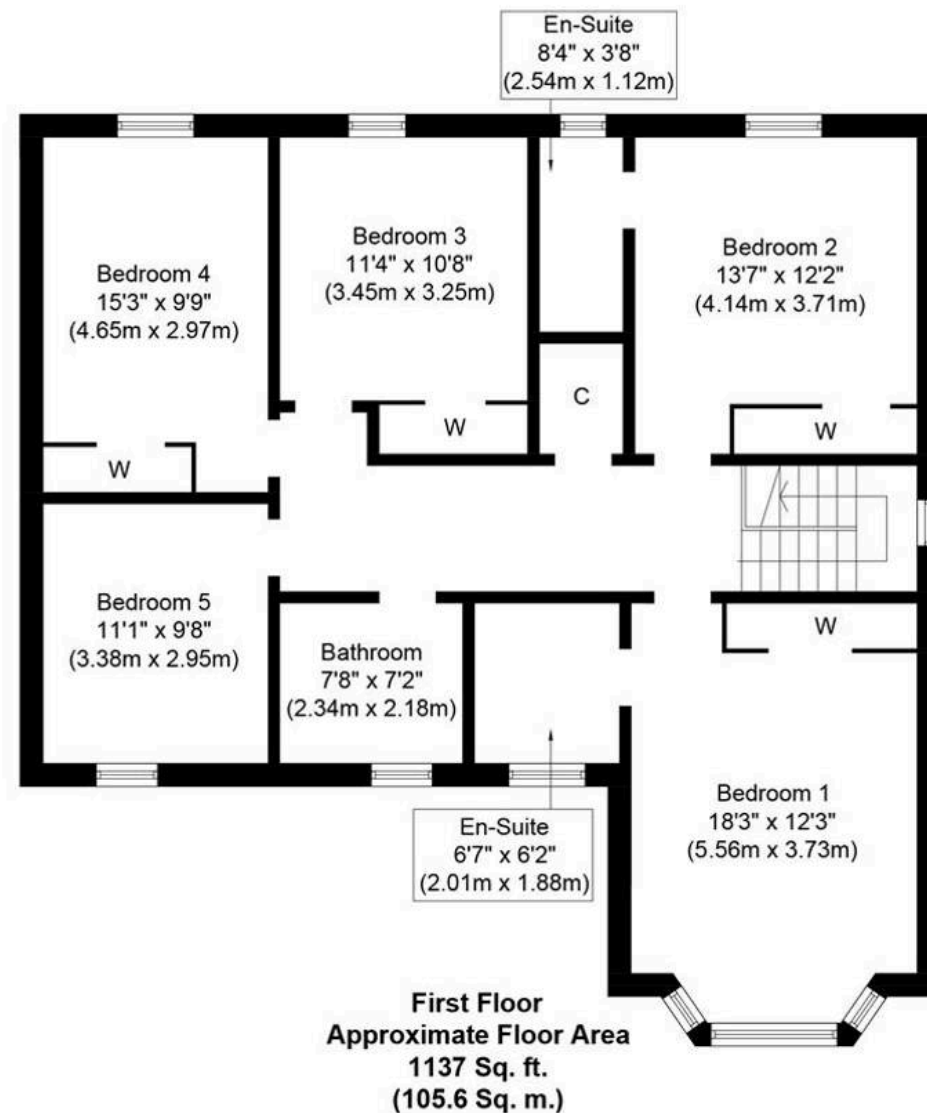 En-Suite
8'4" x 3'8"
(2.54m x 1.12m)
Bedroom 4
15'3" x 9'9"
(4.65m x 2.97m)
Bedroom 3
11'4" x 10'8"
(3.45m x 3.25m)
Bedroom 2
13'7" x 12'2"
(4.14m x 3.71m)
C
W
W
W
Bedroom 5
11'1" x 9'8"
(3.38m x 2.95m)
Bathroom
7'8" x 7'2"
(2.34m x 2.18m)
W
En-Suite
6'7" x 6'2"
(2.01m x 1.88m)
Bedroom 1
18'3" x 12'3"
(5.56m x 3.73m)
First Floor
Approximate Floor Area
1137 Sq. ft.
(105.6 Sq. m.)